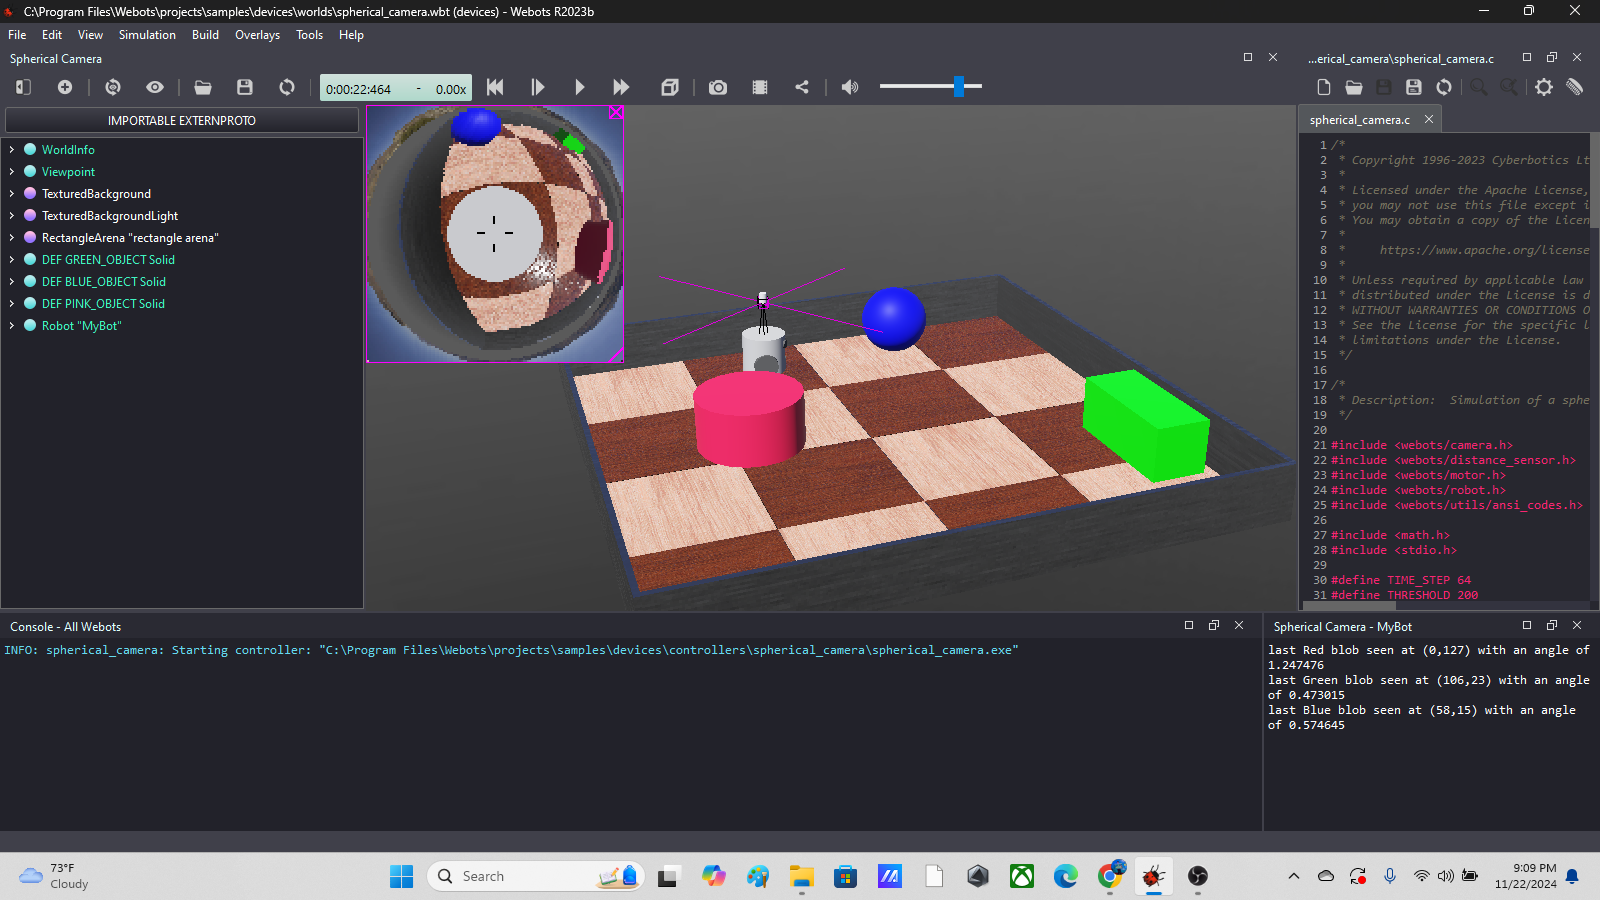 C:\Program Files\Webots\projects\samples\devices\worlds\spherical_camera.wbt (devices) - Webots R2023b
File Edit View Simulation Build Overlays Tools Help
Spherical Camera
0:00:22:464 - 0.00x
IMPORTABLE EXTERNPROTO
WorldInfo
Viewpoint
TexturedBackground
TexturedBackgroundLight
RectangleArena "rectangle arena"
DEF GREEN_OBJECT Solid
DEF BLUE_OBJECT Solid
DEF PINK_OBJECT Solid
Robot "MyBot"
...erical_camera\spherical_camera.c
spherical_camera.c
1 /*
2 * Copyright 1996-2023 Cyberbotics Lt
3 *
4 * Licensed under the Apache License,
5 * you may not use this file except i
6 * You may obtain a copy of the Licen
7 *
8 * https://www.apache.org/license
9 *
10 * Unless required by applicable law
11 * distributed under the License is d
12 * WITHOUT WARRANTIES OR CONDITIONS O
13 * See the License for the specific l
14 * limitations under the License.
15 */
16
17 /*
18 * Description: Simulation of a sphe
19 */
20
21 #include <webots/camera.h>
22 #include <webots/distance_sensor.h>
23 #include <webots/motor.h>
24 #include <webots/robot.h>
25 #include <webots/utils/ansi_codes.h>
26
27 #include <math.h>
28 #include <stdio.h>
29
30 #define TIME_STEP 64
31 #define THRESHOLD 200
Console - All Webots
INFO: spherical_camera: Starting controller: "C:\Program Files\Webots\projects\samples\devices\controllers\spherical_camera\spherical_camera.exe"
Spherical Camera - MyBot
last Red blob seen at (0,127) with an angle of
1.247476
last Green blob seen at (106,23) with an angle
of 0.473015
last Blue blob seen at (58,15) with an angle
of 0.574645
73°F
Cloudy
Search
9:09 PM
11/22/2024